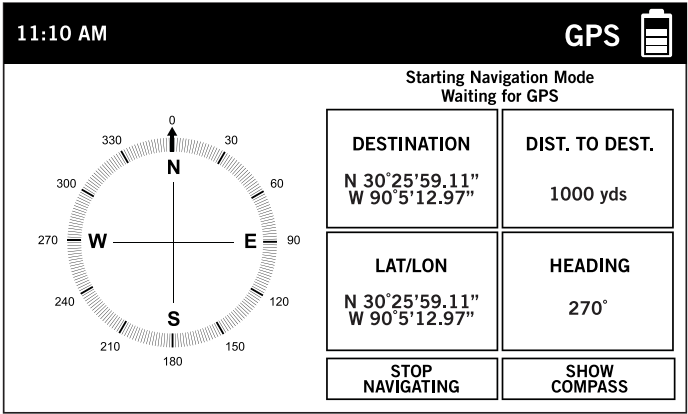 11:10 AM
GPS
Starting Navigation Mode
Waiting for GPS
0
330
30
N
300
60
270
W
E
90
240
120
S
210
150
180
DESTINATION
N 30°25’59.11”
W 90°5’12.97”
DIST. TO DEST.
1000 yds
LAT/LON
N 30°25’59.11”
W 90°5’12.97”
HEADING
270°
STOP
NAVIGATING
SHOW
COMPASS